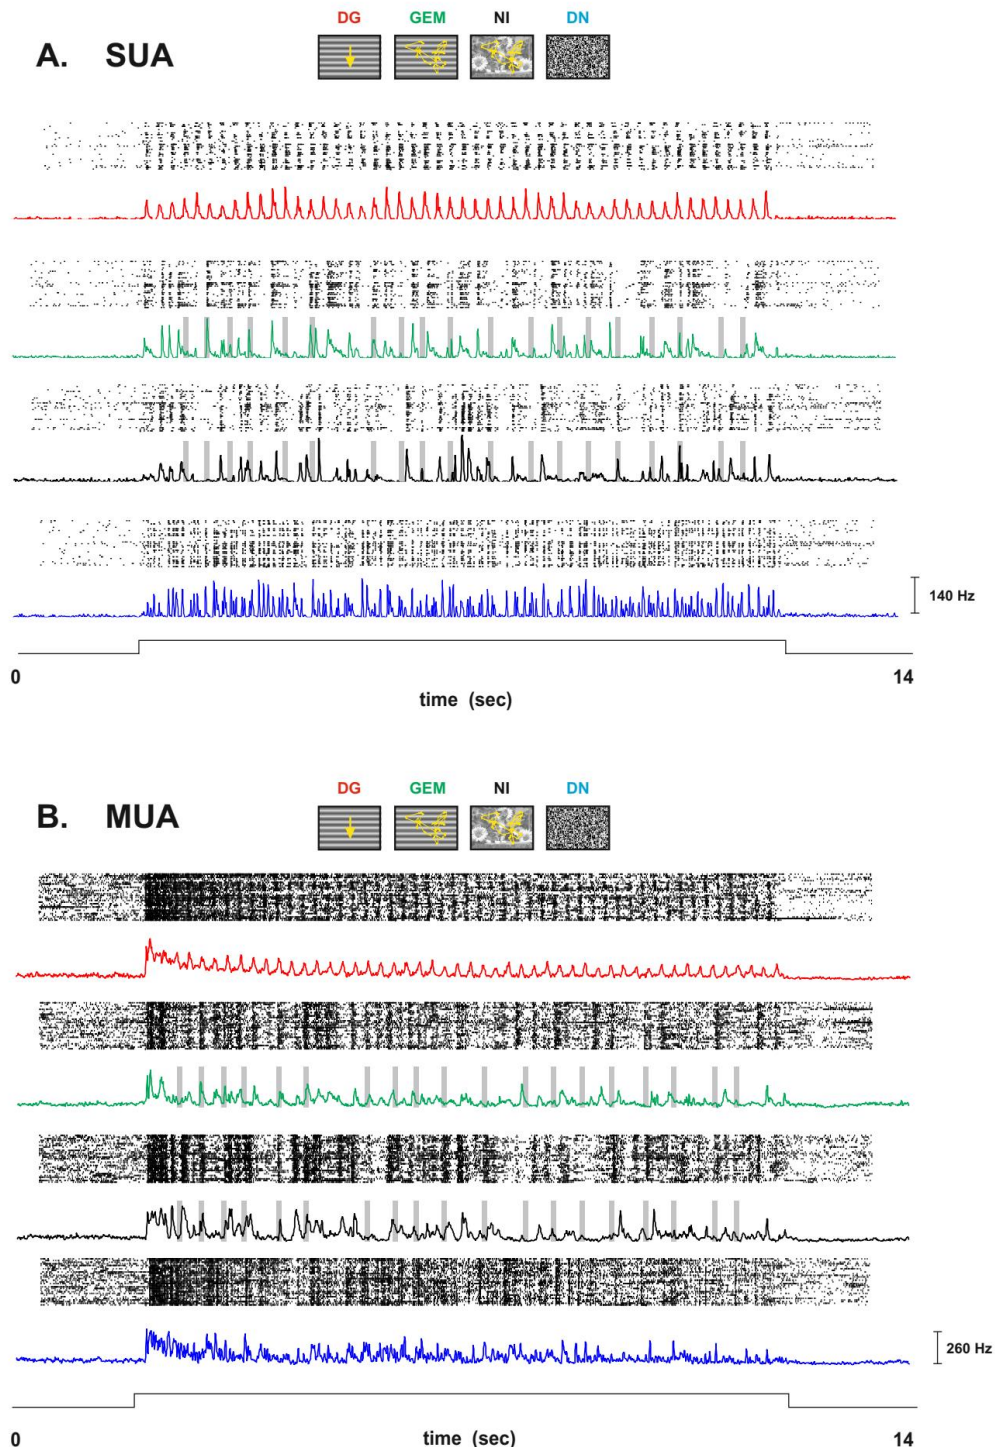 DG GEM NI DN
A. SUA
140 Hz
0 14
time (sec)
DG GEM NI DN
B. MUA
260 Hz
0 14
time (sec)